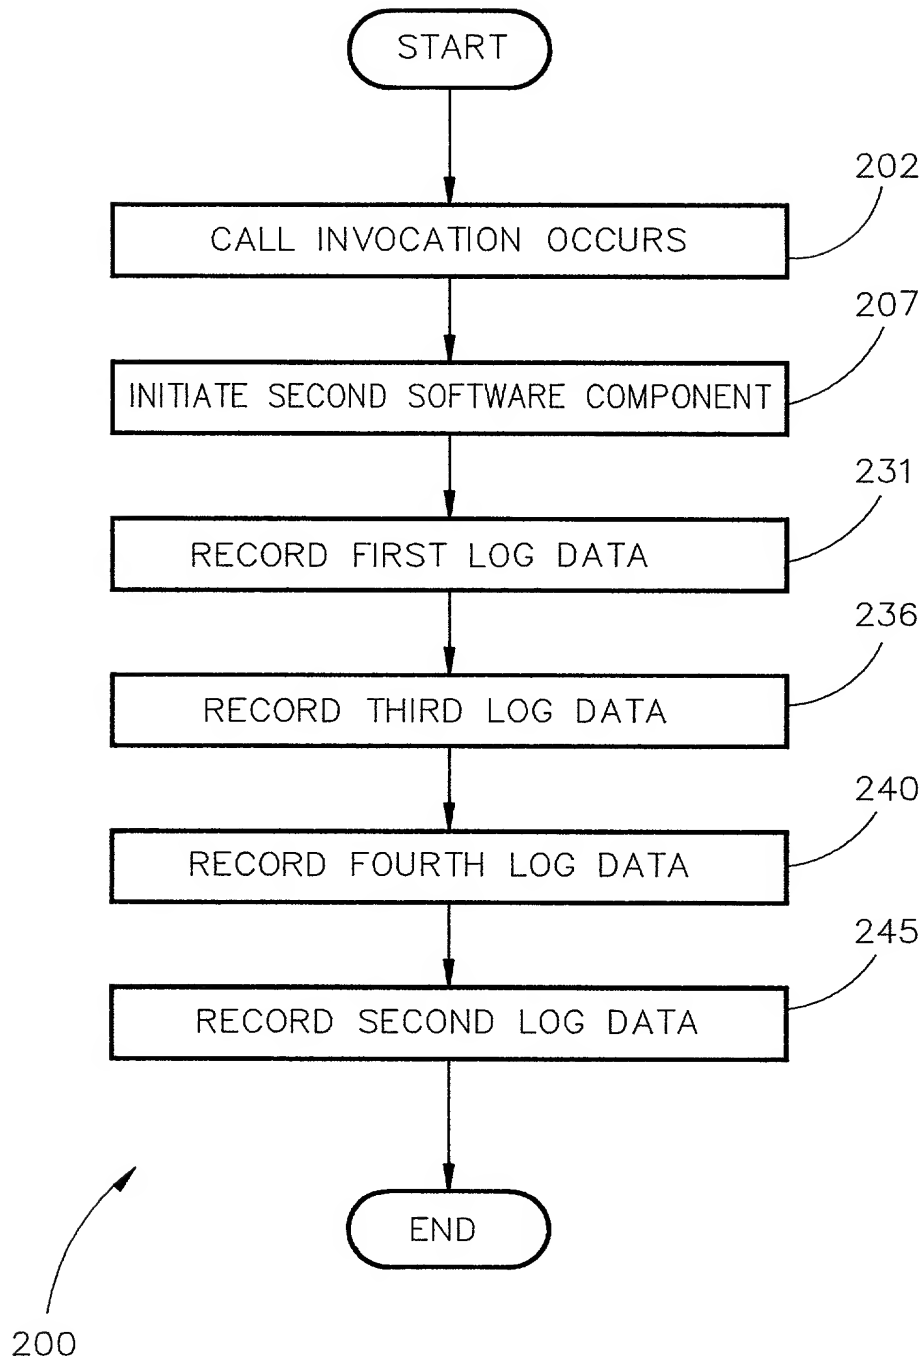 START
202
CALL INVOCATION OCCURS
207
INITIATE SECOND SOFTWARE COMPONENT
231
RECORD FIRST LOG DATA
236
RECORD THIRD LOG DATA
240
RECORD FOURTH LOG DATA
245
RECORD SECOND LOG DATA
END
200